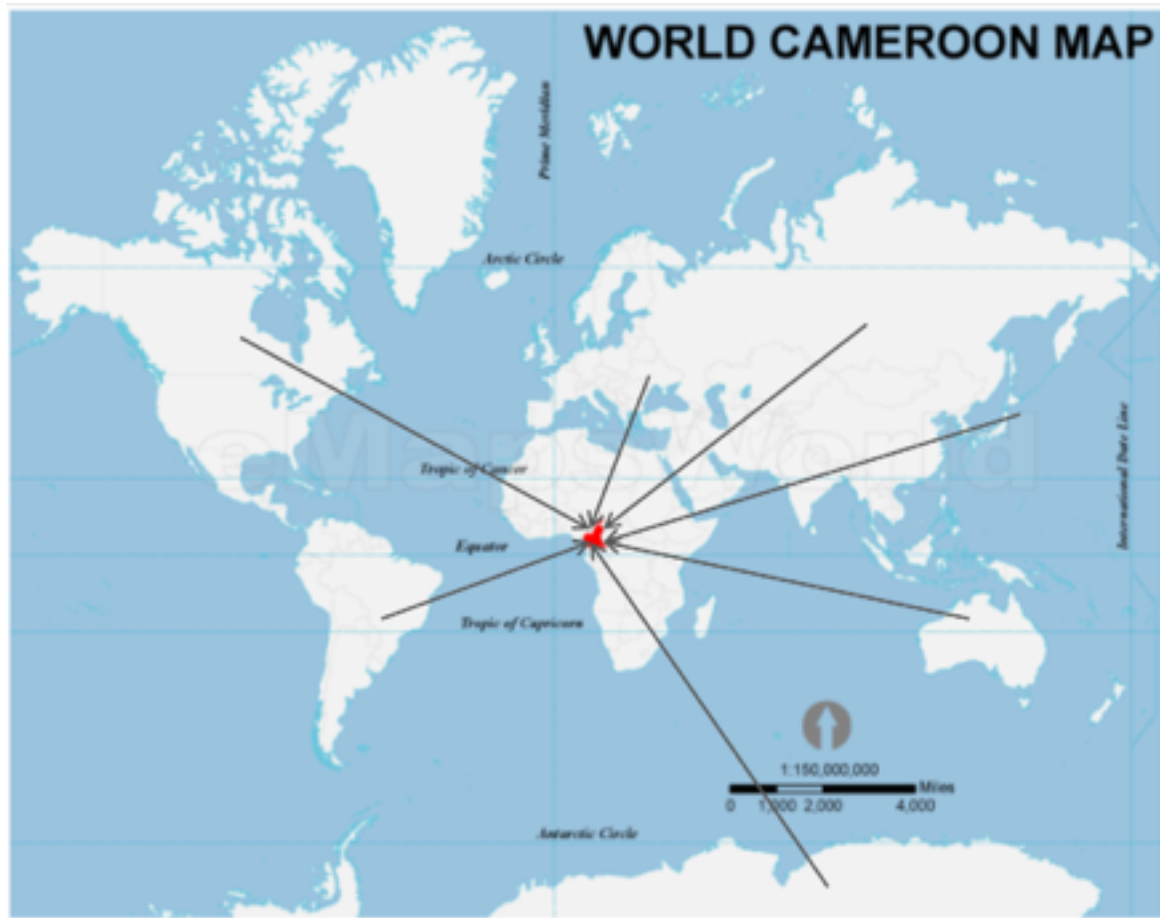 WORLD CAMEROON MAP
Prime Meridian
Arctic Circle
eMapsWorld
Tropic of Cancer
International Date Line
Equator
Tropic of Capricorn
1:150,000,000
Miles
0 1,000 2,000 4,000
Antarctic Circle